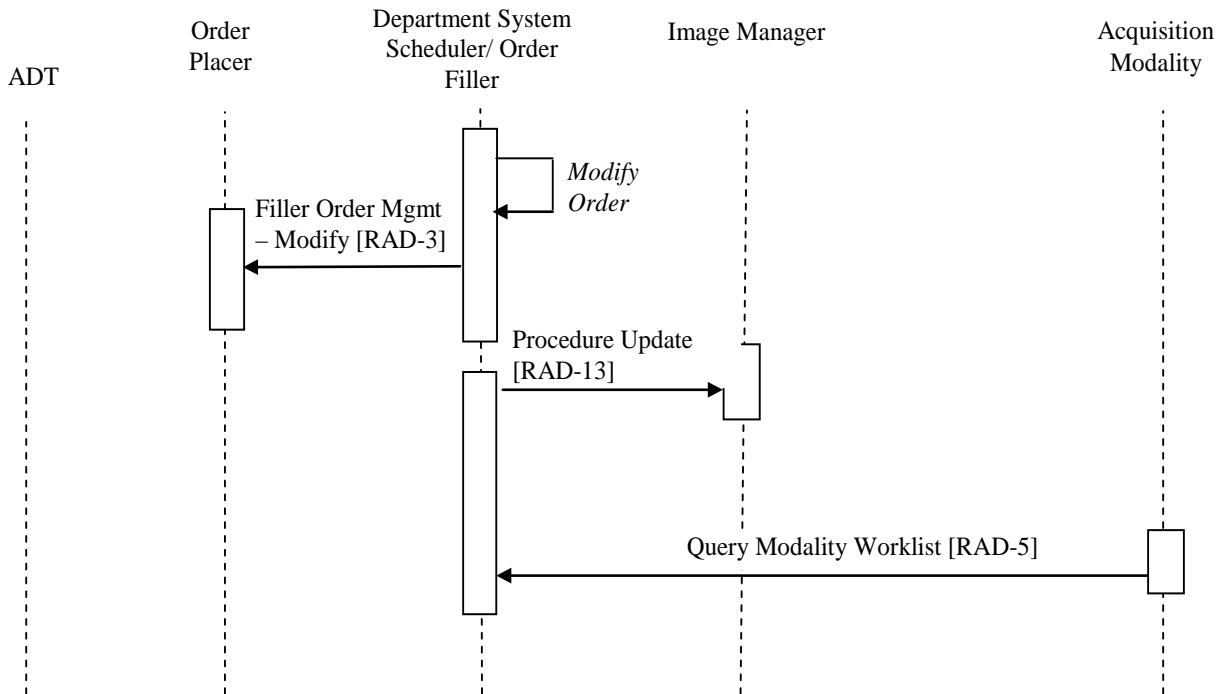 ADT
Order
Placer
Department System
Scheduler/ Order
Filler
Image Manager
Acquisition
Modality
Modify
Order
Filler Order Mgmt
– Modify [RAD-3]
Procedure Update
[RAD-13]
Query Modality Worklist [RAD-5]